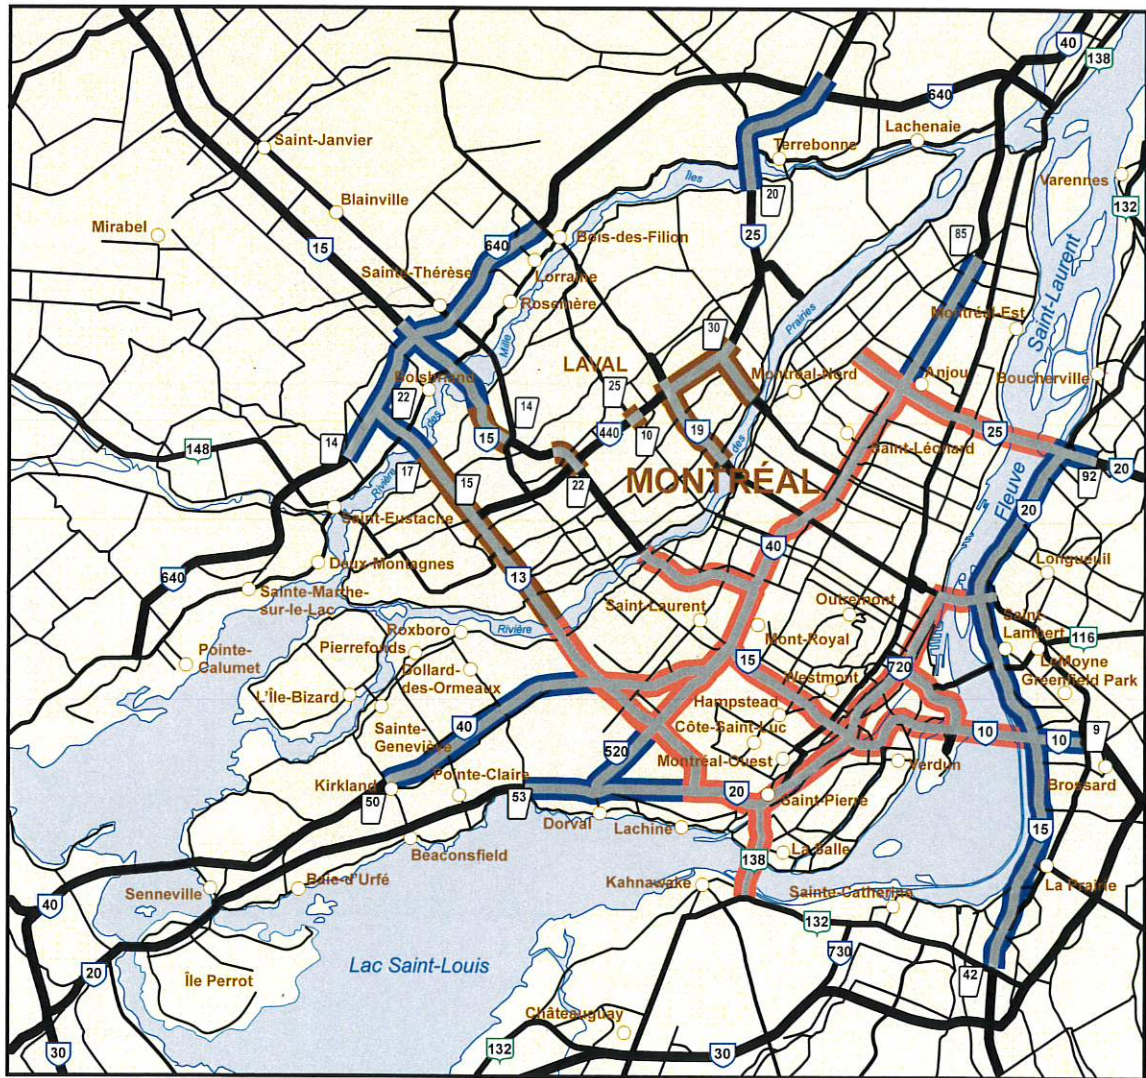 40
138
640
Saint-Janvier
Terrebonne
Lachenaie
Îles
Varennes
20
132
Blainville
25
Mirabel
15
640
Bois-des-Filion
85
Sainte-Thérèse
Lorraine
Rosemère
Saint-Laurent
Prairies
Montréal-Est
Mille
30
LAVAL
Boisbriand
25
Montréal-Nord
Anjou
Boucherville
22
des
14
19
15
440
10
25
14
148
Saint-Léonard
des
20
92
17
15
22
MONTRÉAL
Rivière
20
Fleuve
Saint-Eustache
40
Longueuil
640
Deux-Montagnes
13
Sainte-Marthe-
sur-le-Lac
Saint-Laurent
Outremont
Saint-
Lambert
Roxboro
Rivière
Mont-Royal
116
Pointe-
Calumet
Pierrefonds
15
720
LeMoyne
Dollard-
des-Ormeaux
Westmont
Greenfield Park
L'Île-Bizard
Hampstead
Sainte-
Geneviève
40
Côte-Saint-Luc
10
10
9
520
Montréal-Ouest
Verdun
Kirkland
Pointe-Claire
20
Saint-Pierre
Brossard
50
53
Dorval
Lachine
15
Beaconsfield
138
La Salle
La Prairie
Senneville
Baie-d'Urfé
Kahnawake
Sainte-Catherine
40
132
730
20
Île Perrot
Lac Saint-Louis
42
Châteauguay
30
132
30